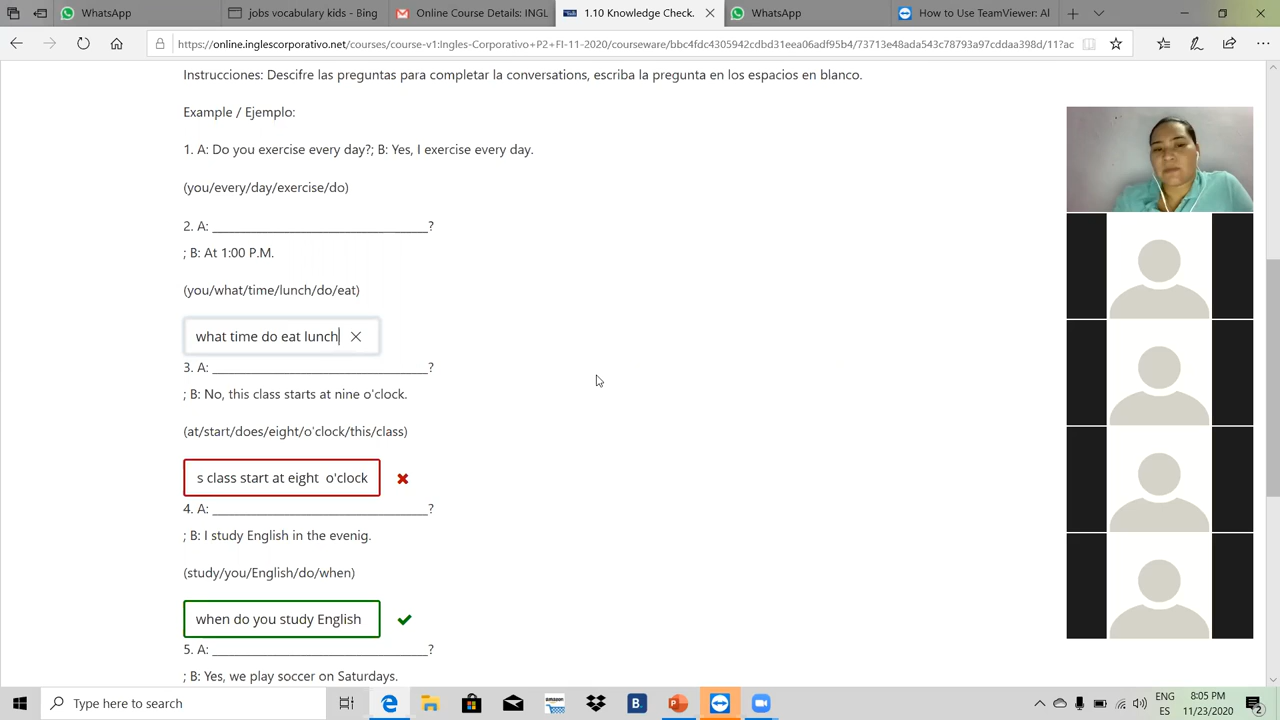 WhatsApp
jobs vocabulary kids - Bing
Online Course Details: INGL
1.10 Knowledge Check.
WhatsApp
How to Use TeamViewer: Al
https://online.inglescorporativo.net/courses/course-v1:Ingles-Corporativo+P2+FI-11-2020/courseware/bbc4fdc4305942cdbd31eea06adf95b4/73713e48ada543c78793a97cddaa398d/11?ac
Instrucciones: Descifre las preguntas para completar la conversations, escriba la pregunta en los espacios en blanco.
Example / Ejemplo:
1. A: Do you exercise every day?; B: Yes, I exercise every day.
(you/every/day/exercise/do)
2. A: ______________________________?
; B: At 1:00 P.M.
(you/what/time/lunch/do/eat)
what time do eat lunch
3. A: ______________________________?
; B: No, this class starts at nine o'clock.
(at/start/does/eight/o'clock/this/class)
s class start at eight  o'clock
4. A: ______________________________?
; B: I study English in the evenig.
(study/you/English/do/when)
when do you study English
5. A: ______________________________?
; B: Yes, we play soccer on Saturdays.
Type here to search
amazon
B.
P
ENG
ES
8:05 PM
11/23/2020
2